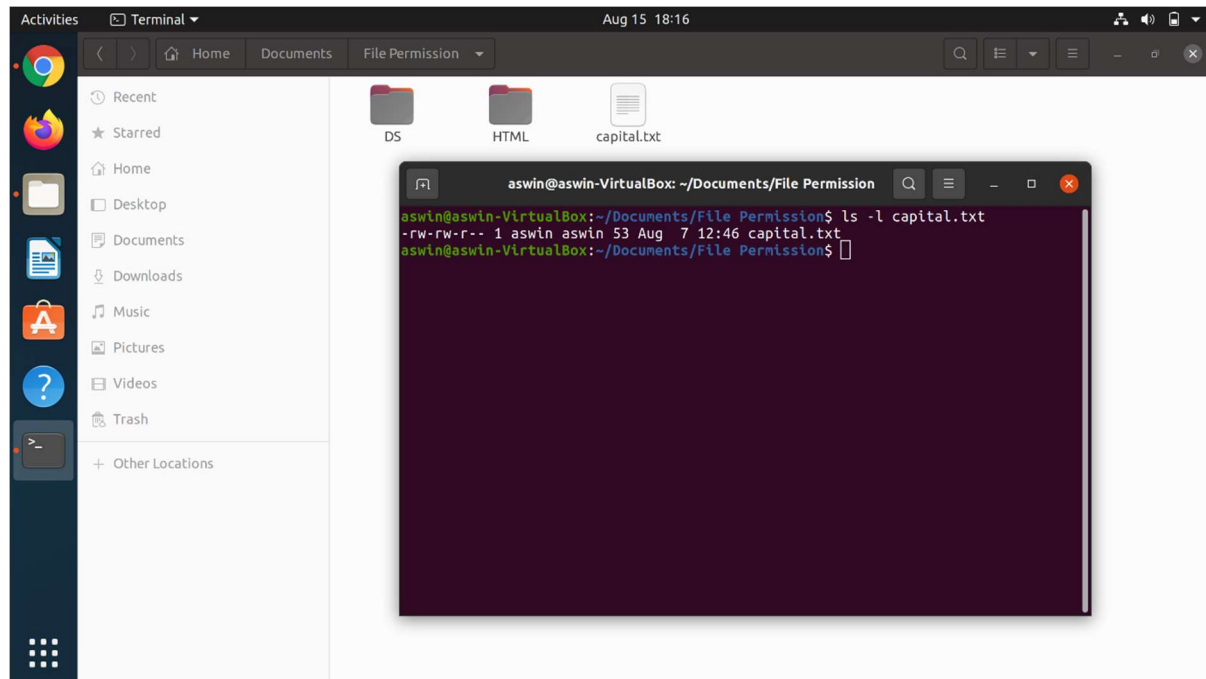 Activities Terminal Aug 15 18:16
Home Documents File Permission
Recent
Starred
Home
Desktop
Documents
Downloads
Music
Pictures
Videos
Trash
+ Other Locations
DS HTML capital.txt
aswin@aswin-VirtualBox: ~/Documents/File Permission
aswin@aswin-VirtualBox:~/Documents/File Permission$ ls -l capital.txt
-rw-rw-r-- 1 aswin aswin 53 Aug  7 12:46 capital.txt
aswin@aswin-VirtualBox:~/Documents/File Permission$